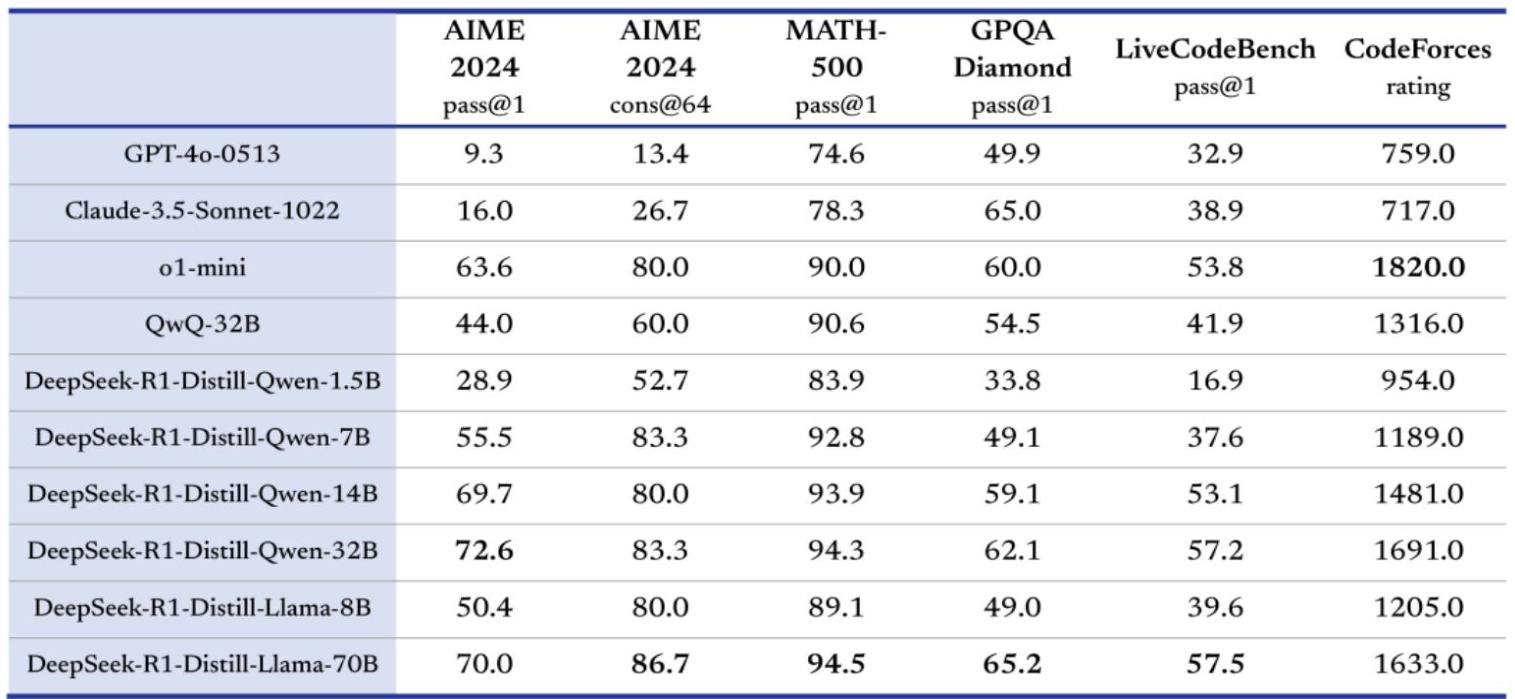 AIME 2024 pass@1 AIME 2024 cons@64 MATH-500 pass@1 GPQA Diamond pass@1 LiveCodeBench pass@1 CodeForces rating
GPT-4o-0513 9.3 13.4 74.6 49.9 32.9 759.0
Claude-3.5-Sonnet-1022 16.0 26.7 78.3 65.0 38.9 717.0
o1-mini 63.6 80.0 90.0 60.0 53.8 1820.0
QwQ-32B 44.0 60.0 90.6 54.5 41.9 1316.0
DeepSeek-R1-Distill-Qwen-1.5B 28.9 52.7 83.9 33.8 16.9 954.0
DeepSeek-R1-Distill-Qwen-7B 55.5 83.3 92.8 49.1 37.6 1189.0
DeepSeek-R1-Distill-Qwen-14B 69.7 80.0 93.9 59.1 53.1 1481.0
DeepSeek-R1-Distill-Qwen-32B 72.6 83.3 94.3 62.1 57.2 1691.0
DeepSeek-R1-Distill-Llama-8B 50.4 80.0 89.1 49.0 39.6 1205.0
DeepSeek-R1-Distill-Llama-70B 70.0 86.7 94.5 65.2 57.5 1633.0